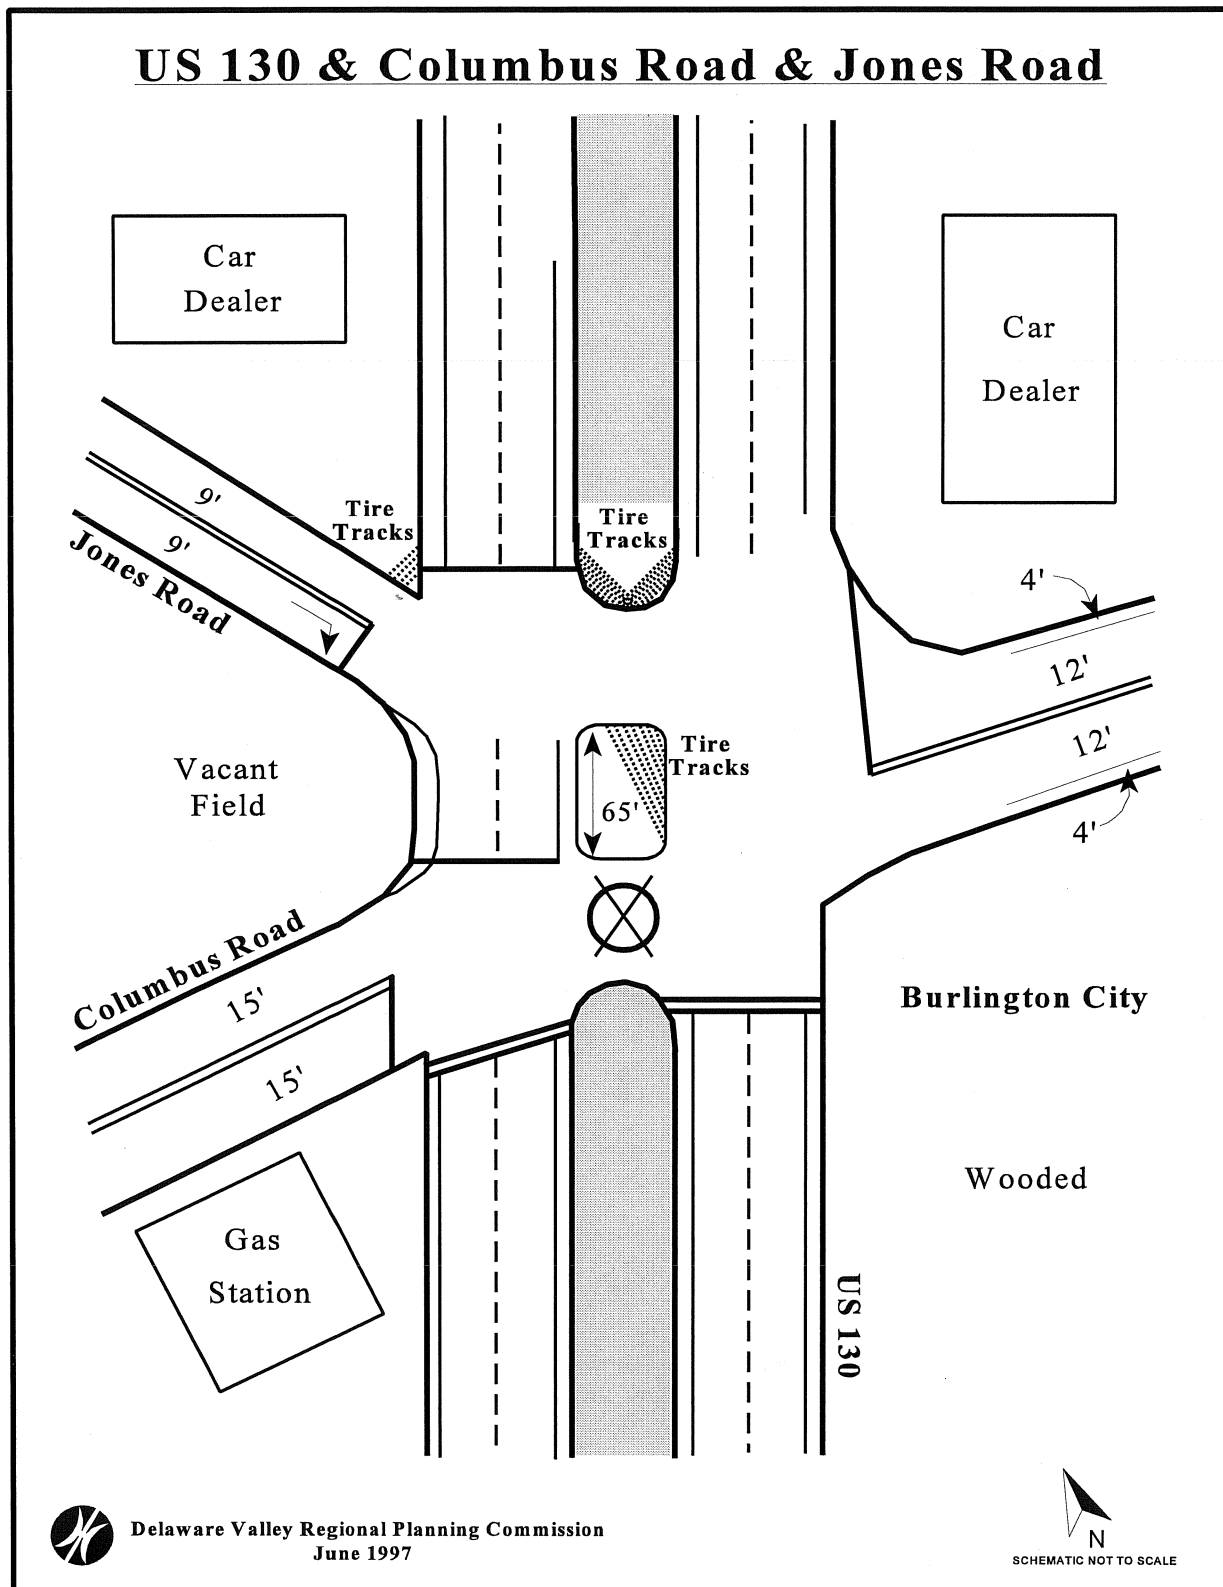 US 130 & Columbus Road & Jones Road
Car
Dealer
Car
Dealer
9'
9'
Jones Road
Tire
Tracks
Tire
Tracks
4'
12'
12'
4'
Vacant
Field
65'
Tire
Tracks
Columbus Road
15'
15'
Burlington City
Wooded
Gas
Station
US 130
Delaware Valley Regional Planning Commission
June 1997
N
SCHEMATIC NOT TO SCALE